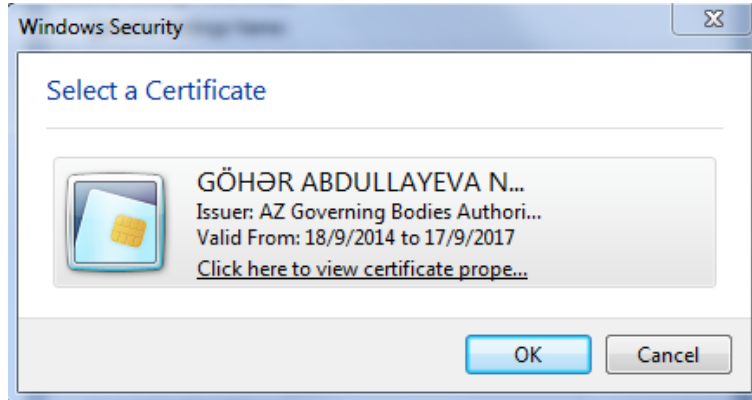 Windows Security
Select a Certificate
GÖHƏR ABDULLAYEVA N...
Issuer: AZ Governing Bodies Authori...
Valid From: 18/9/2014 to 17/9/2017
Click here to view certificate prope...
OK Cancel